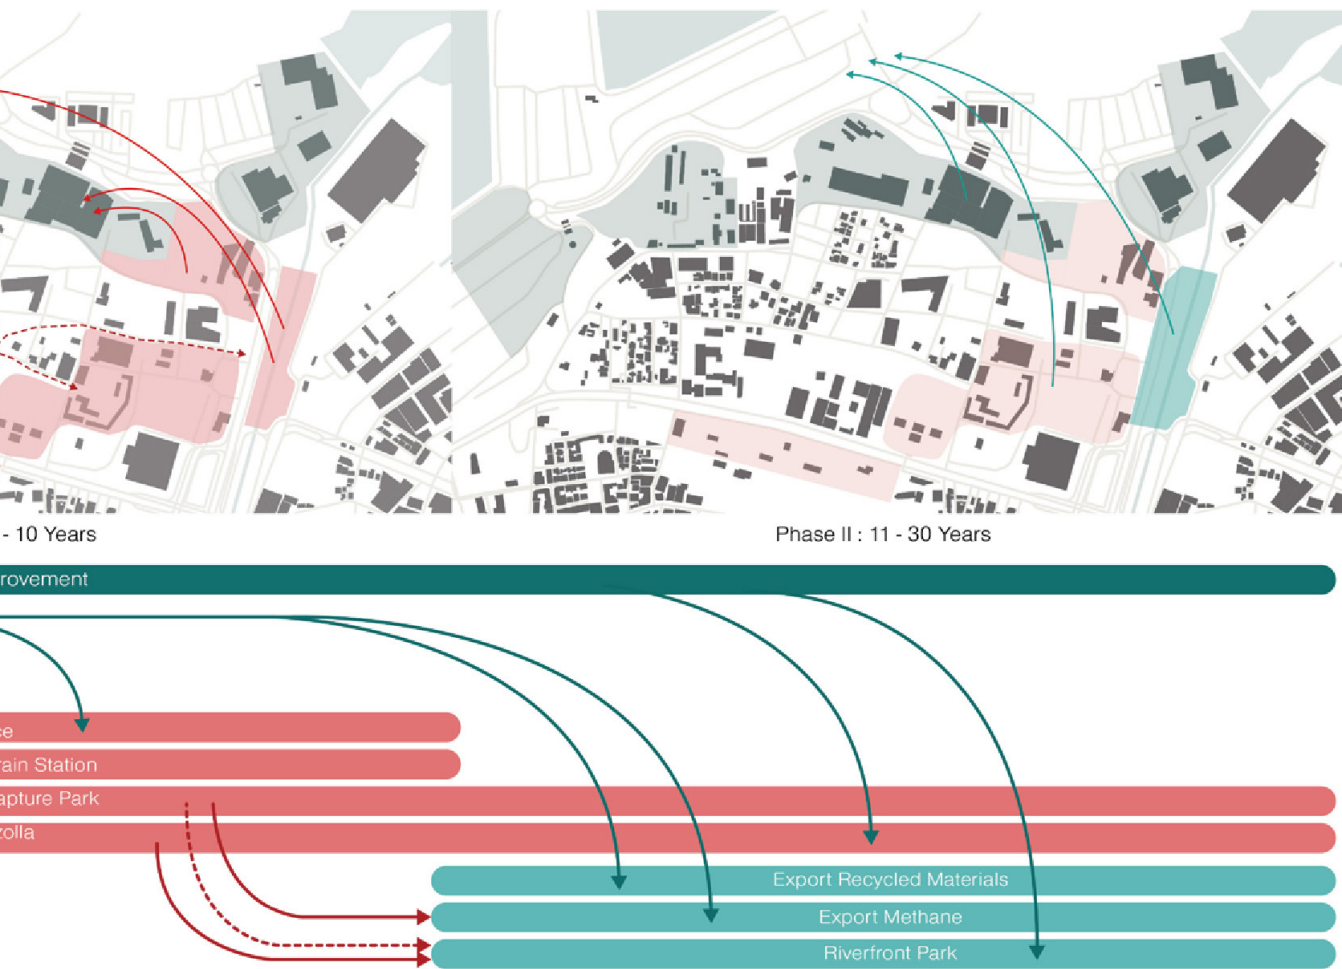 - 10 Years
Phase II : 11 - 30 Years
rovement
ce
rain Station
apture Park
zolla
Export Recycled Materials
Export Methane
Riverfront Park